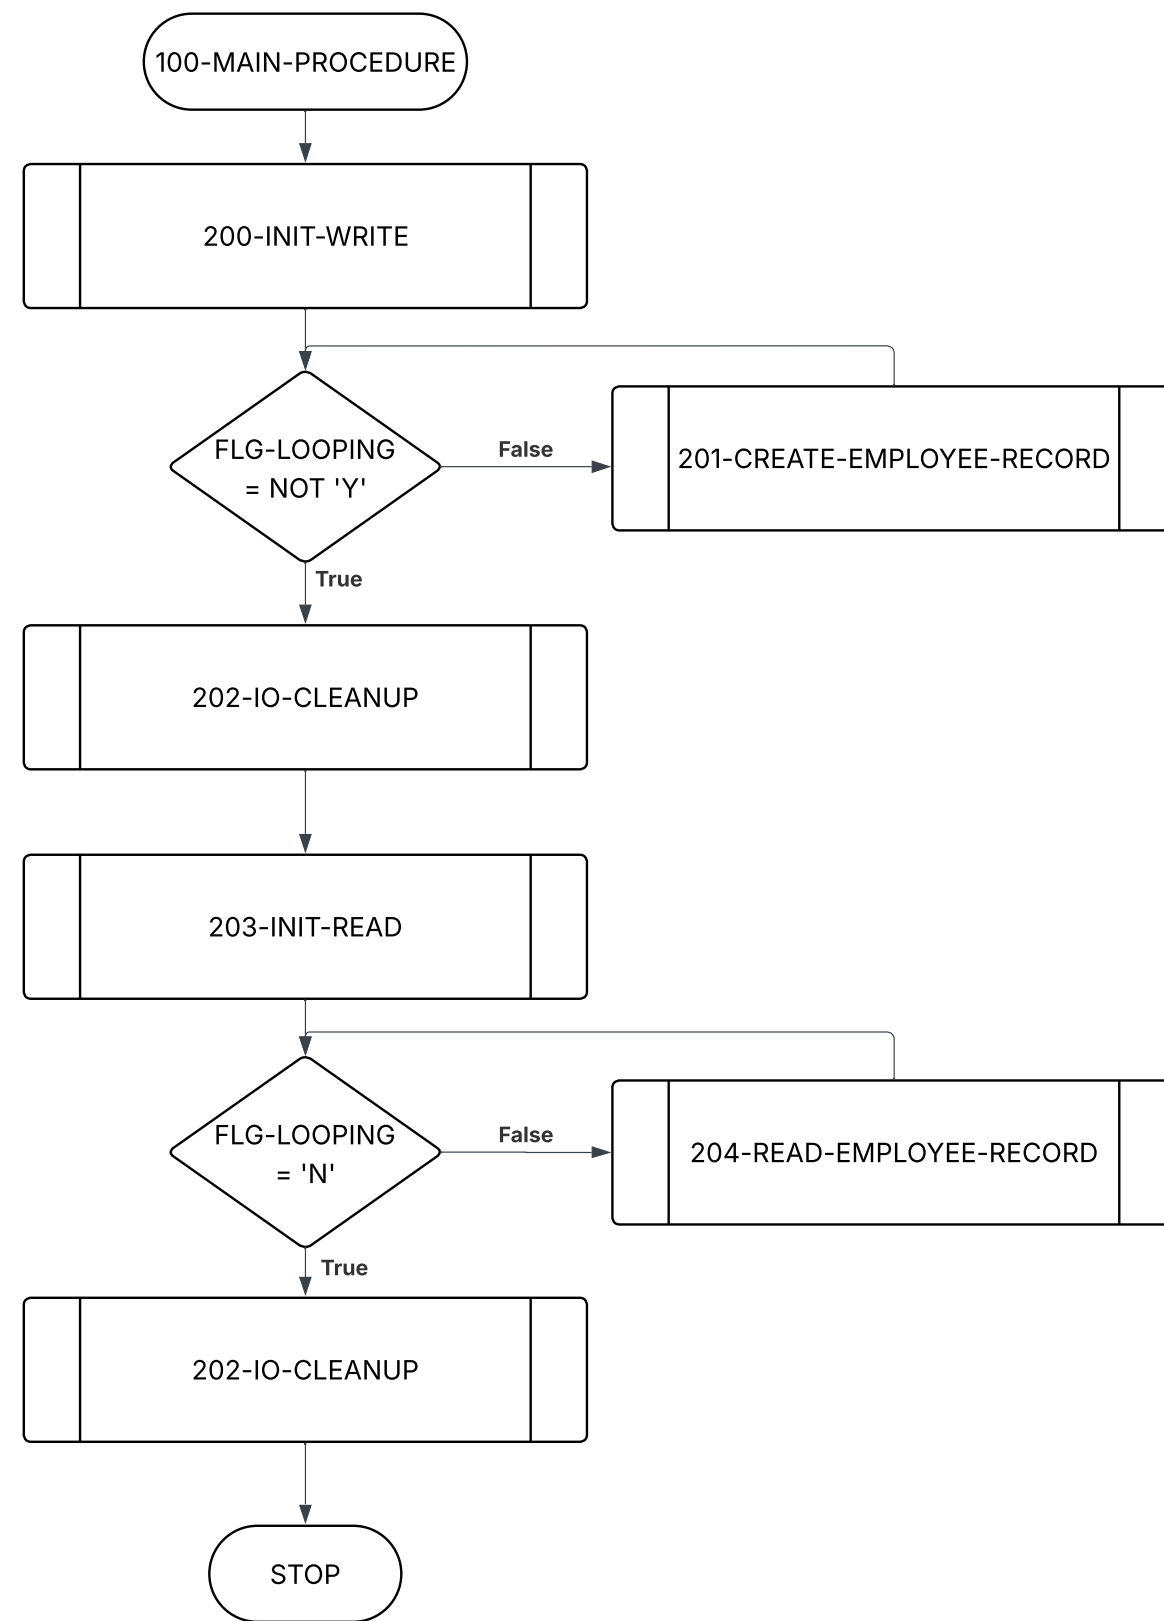 100-MAIN-PROCEDURE
200-INIT-WRITE
FLG-LOOPING
= NOT 'Y'
False
201-CREATE-EMPLOYEE-RECORD
True
202-IO-CLEANUP
203-INIT-READ
FLG-LOOPING
= 'N'
False
204-READ-EMPLOYEE-RECORD
True
202-IO-CLEANUP
STOP